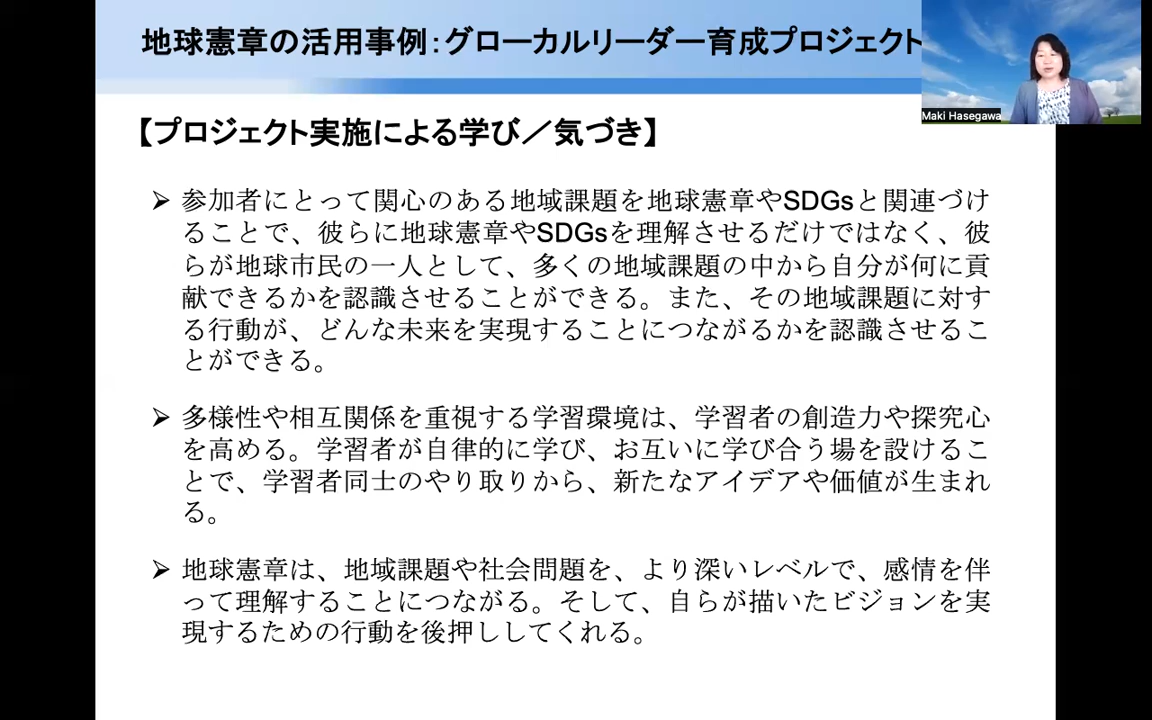 地球憲章の活用事例：グローカルリーダー育成プロジェクト
Maki Hasegawa
【プロジェクト実施による学び／気づき】
➢ 参加者にとって関心のある地域課題を地球憲章やSDGsと関連づけ
ることで、彼らに地球憲章やSDGsを理解させるだけではなく、彼
らが地球市民の一人として、多くの地域課題の中から自分が何に貢
献できるかを認識させることができる。また、その地域課題に対す
る行動が、どんな未来を実現することにつながるかを認識させるこ
とができる。
➢ 多様性や相互関係を重視する学習環境は、学習者の創造力や探究心
を高める。学習者が自律的に学び、お互いに学び合う場を設けるこ
とで、学習者同士のやり取りから、新たなアイデアや価値が生まれ
る。
➢ 地球憲章は、地域課題や社会問題を、より深いレベルで、感情を伴
って理解することにつながる。そして、自らが描いたビジョンを実
現するための行動を後押ししてくれる。